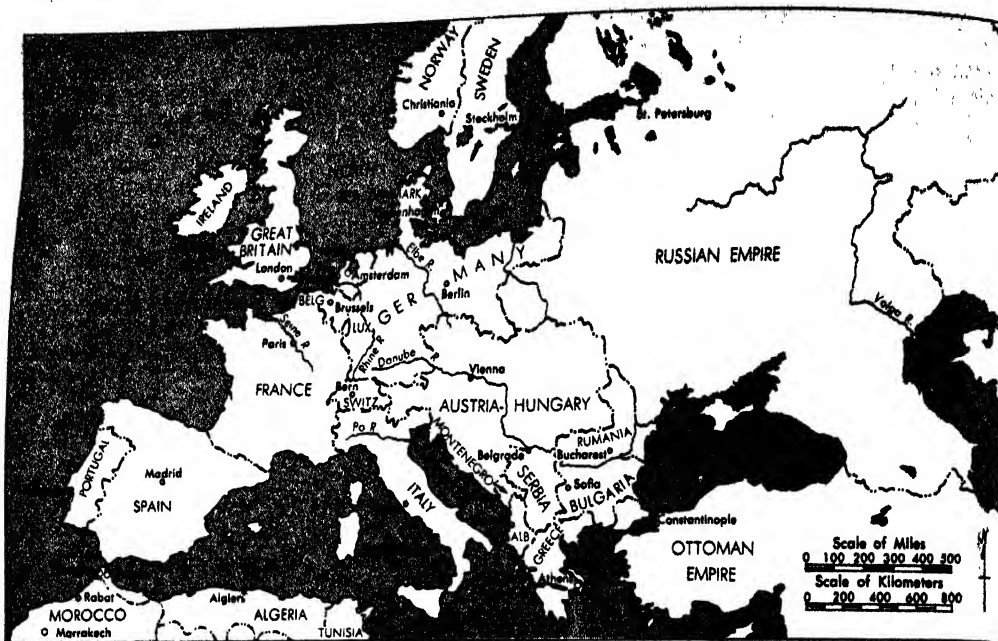 NORWAY
SWEDEN
Christiania
Stockholm
St. Petersburg
IRELAND
GREAT
BRITAIN
London
Elbe R.
GERMANY
Amsterdam
Berlin
BELG
Brussels
LUX
RUSSIAN EMPIRE
Volga R.
Seine R
Paris
Rhine R
Danube R.
Vienna
FRANCE
Bern
SWITZ
AUSTRIA-HUNGARY
Po R
MONTENEGRO
Belgrade
RUMANIA
Bucharest
SERBIA
Sofia
BULGARIA
PORTUGAL
Madrid
SPAIN
ITALY
ALB
GREECE
Athens
Constantinople
OTTOMAN
EMPIRE
Scale of Miles
0 100 200 300 400 500
Scale of Kilometers
0 200 400 600 800
Rabat
MOROCCO
Marrakech
Algiers
ALGERIA
TUNISIA